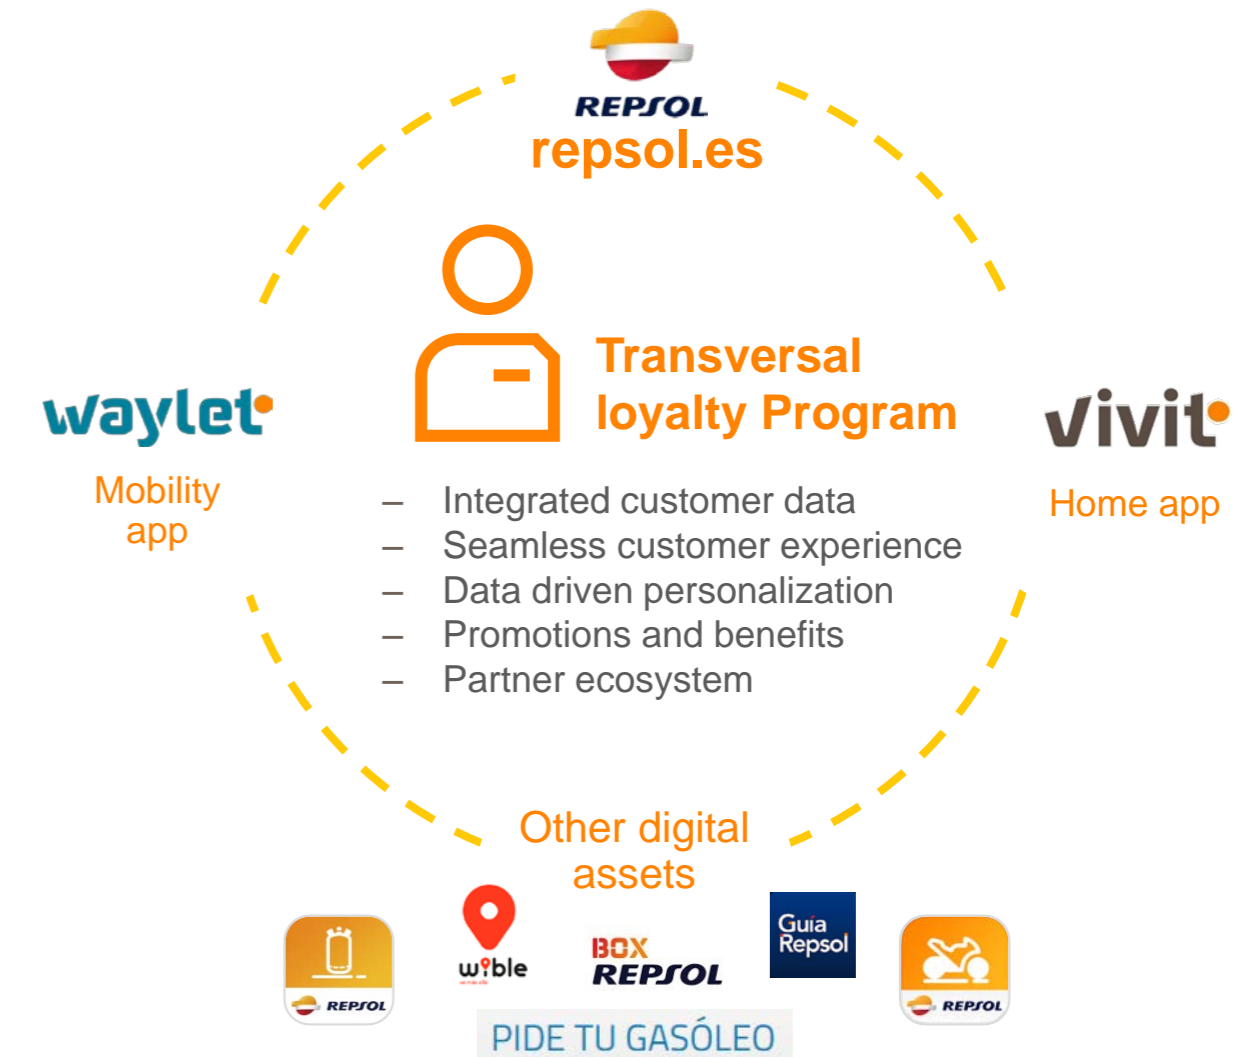 REPSOL
repsol.es
Transversal
loyalty Program
waylet
Mobility
app
vivit
Home app
– Integrated customer data
– Seamless customer experience
– Data driven personalization
– Promotions and benefits
– Partner ecosystem
Other digital
assets
REPSOL
wible
BOX
REPSOL
Guía
Repsol
REPSOL
PIDE TU GASÓLEO